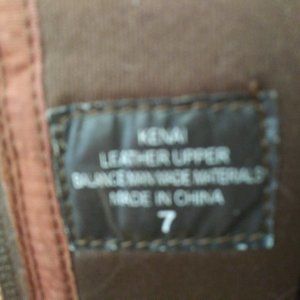 KENAI
LEATHER UPPER
BALANCE MAN MADE MATERIALS
MADE IN CHINA
7